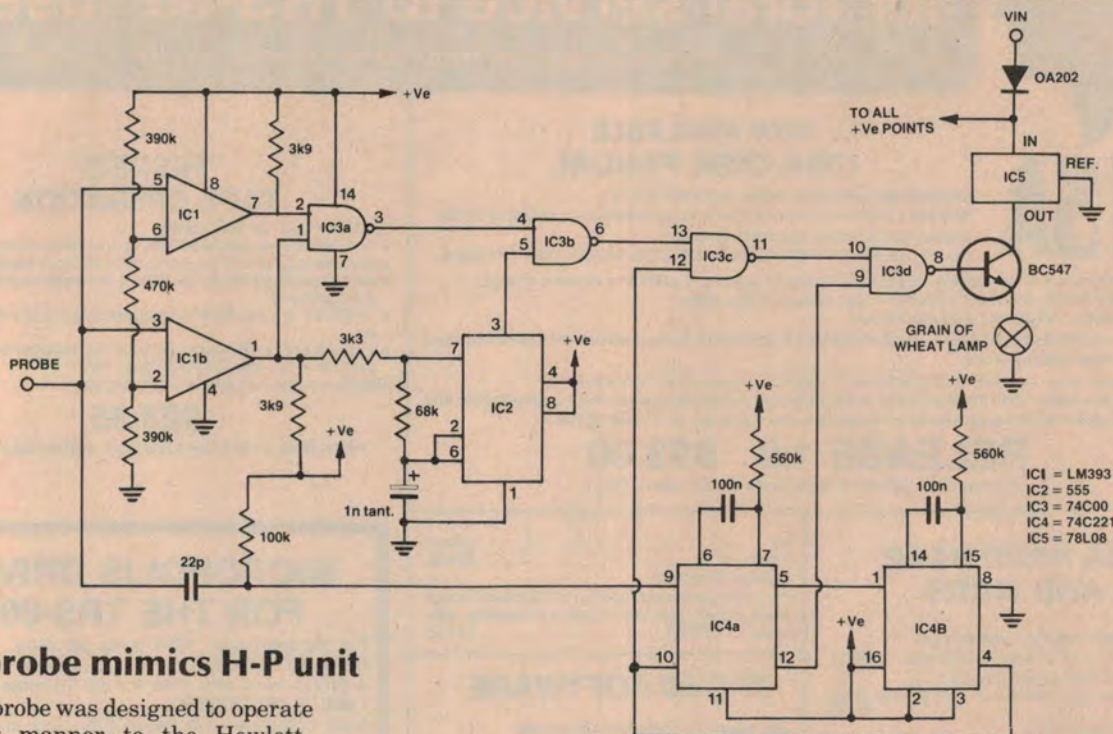 VIN
OA202
TO ALL
+Ve POINTS
IN
REF.
IC5
OUT
+Ve
390k
3k9
5
8
IC1
7
6
2
14
IC3a
3
1
7
4
IC3b
6
5
13
IC3c
11
12
10
IC3d
8
9
BC547
GRAIN OF
WHEAT LAMP
470k
PROBE
3
IC1b
1
2
4
390k
3k3
3k9
68k
+Ve
3
7
+Ve
4
IC2
8
2
6
1
+
1n tant.
100k
22p
+Ve
560k
100n
+Ve
560k
100n
IC1 = LM393
IC2 = 555
IC3 = 74C00
IC4 = 74C221
IC5 = 78L08
6
7
9
5
IC4a
10
12
11
14
15
1
8
IC4B
+Ve
16
4
2
3
probe mimics H-P unit
probe was designed to operate
manner to the Hewlett-